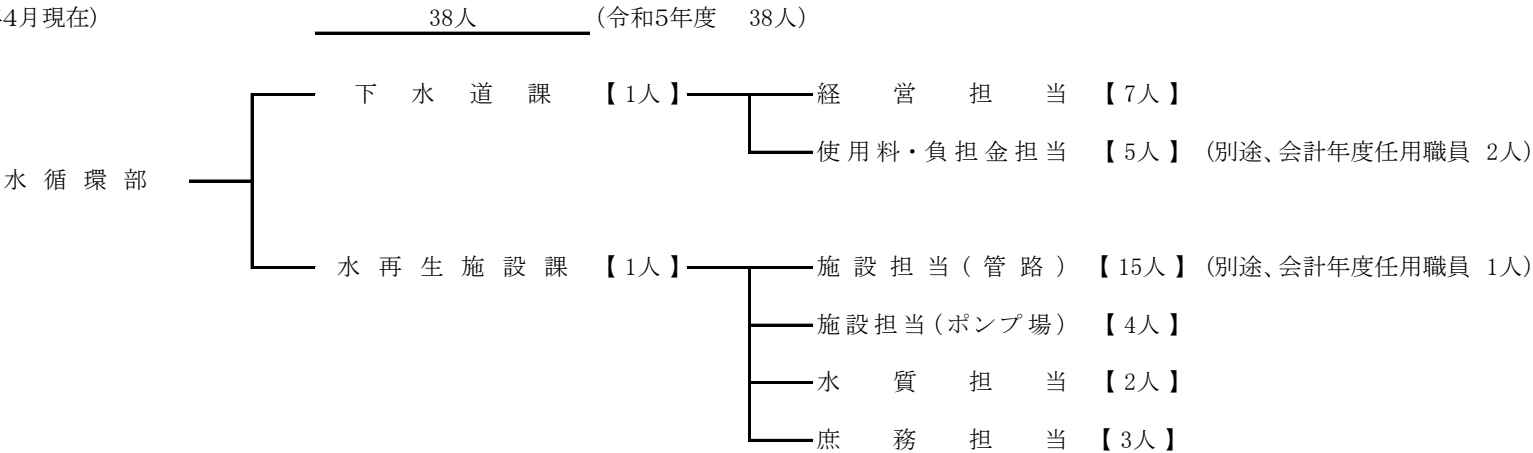 4月現在) 38人 (令和5年度 38人)
下水道課 【 1人 】 経営担当 【 7人 】
使用料・負担金担当 【 5人 】 (別途、会計年度任用職員 2人)
水循環部
水再生施設課 【 1人 】 施設担当(管路) 【 15人 】 (別途、会計年度任用職員 1人)
施設担当(ポンプ場) 【 4人 】
水質担当 【 2人 】
庶務担当 【 3人 】